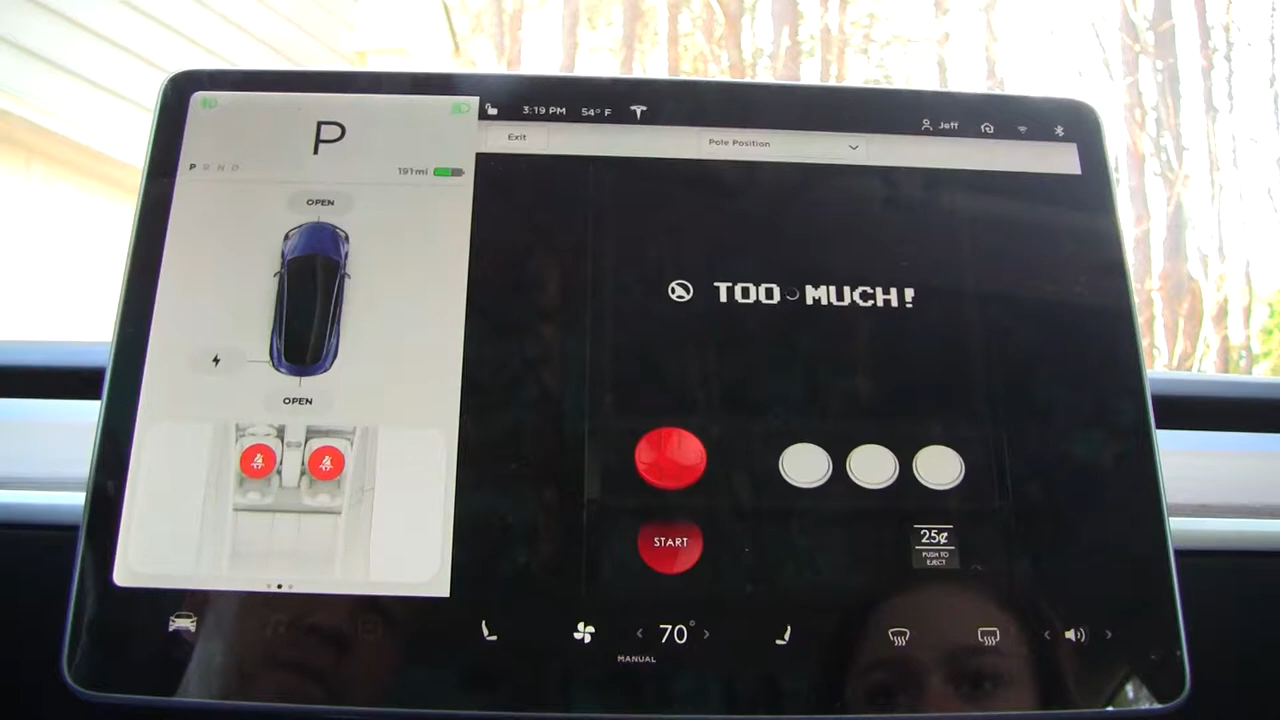 P
P R N D
191mi
OPEN
OPEN
3:19 PM 54° F
Jeff
Exit
Pole Position
TOO MUCH!
START
25¢
PUSH TO
EJECT
70°
MANUAL